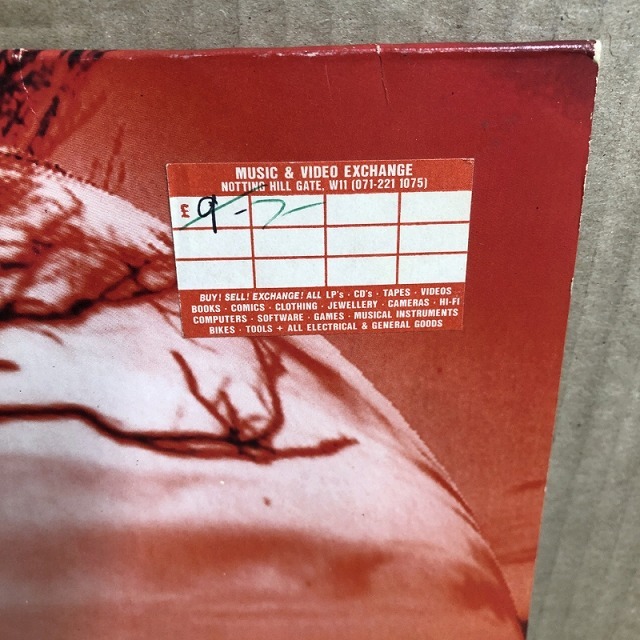 MUSIC & VIDEO EXCHANGE
NOTTING HILL GATE, W11 (071-221 1075)
£ 9 - 7 -
BUY! SELL! EXCHANGE! ALL LP's · CD's · TAPES · VIDEOS
BOOKS · COMICS · CLOTHING · JEWELLERY · CAMERAS · HI-FI
COMPUTERS · SOFTWARE · GAMES · MUSICAL INSTRUMENTS
BIKES · TOOLS + ALL ELECTRICAL & GENERAL GOODS